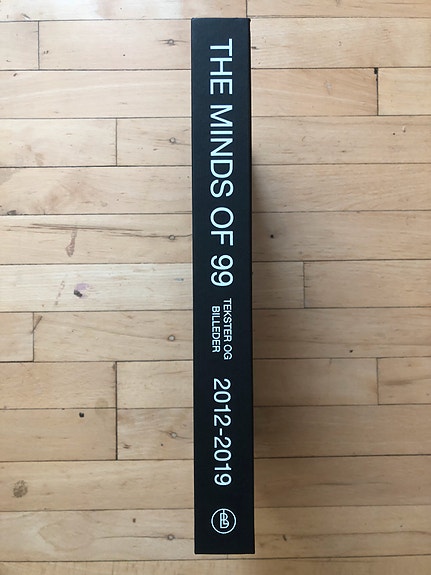 THE MINDS OF 99
TEKSTER OG
BILLEDER
2012-2019